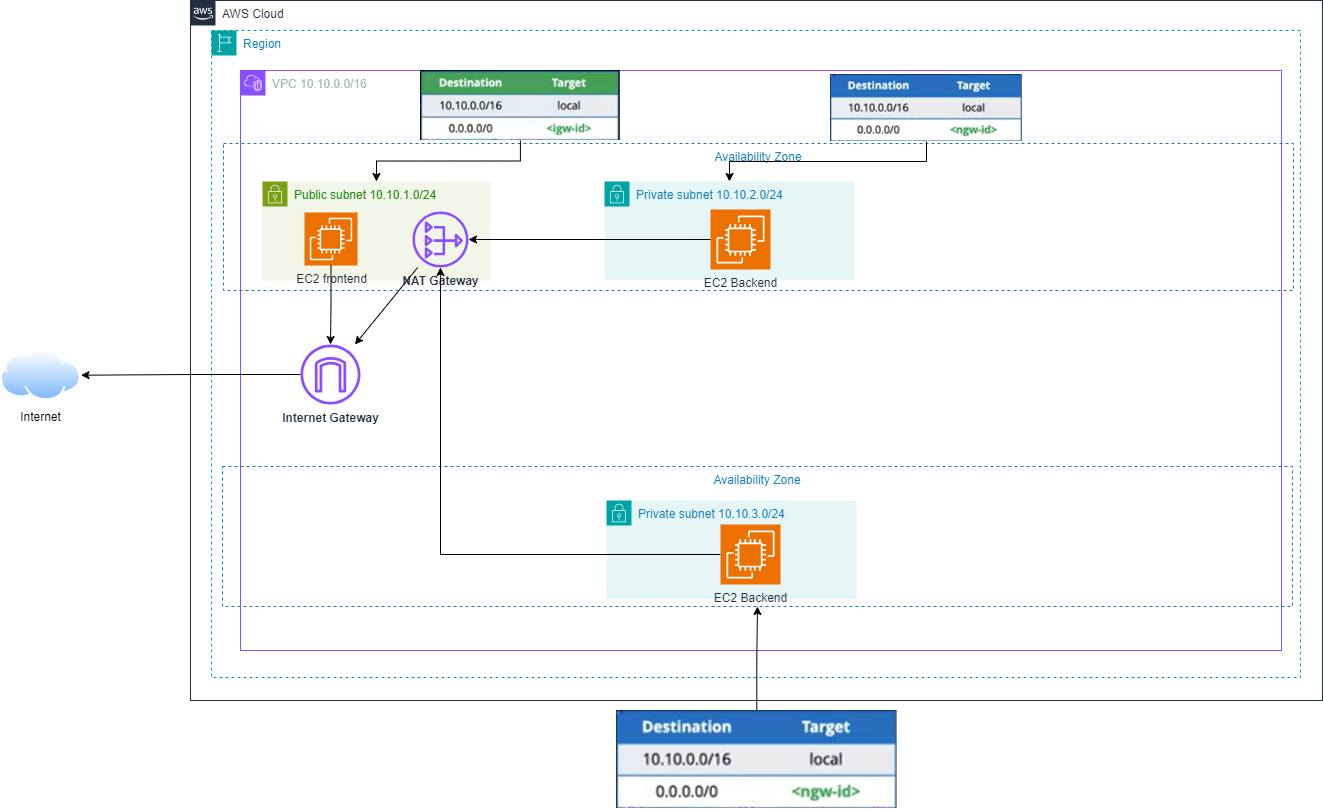 aws
AWS Cloud
Region
VPC 10.10.0.0/16
Destination Target
10.10.0.0/16 local
0.0.0.0/0 <igw-id>
Destination Target
10.10.0.0/16 local
0.0.0.0/0 <ngw-id>
Availability Zone
Public subnet 10.10.1.0/24
Private subnet 10.10.2.0/24
EC2 frontend
NAT Gateway
EC2 Backend
Internet
Internet Gateway
Availability Zone
Private subnet 10.10.3.0/24
EC2 Backend
Destination Target
10.10.0.0/16 local
0.0.0.0/0 <ngw-id>